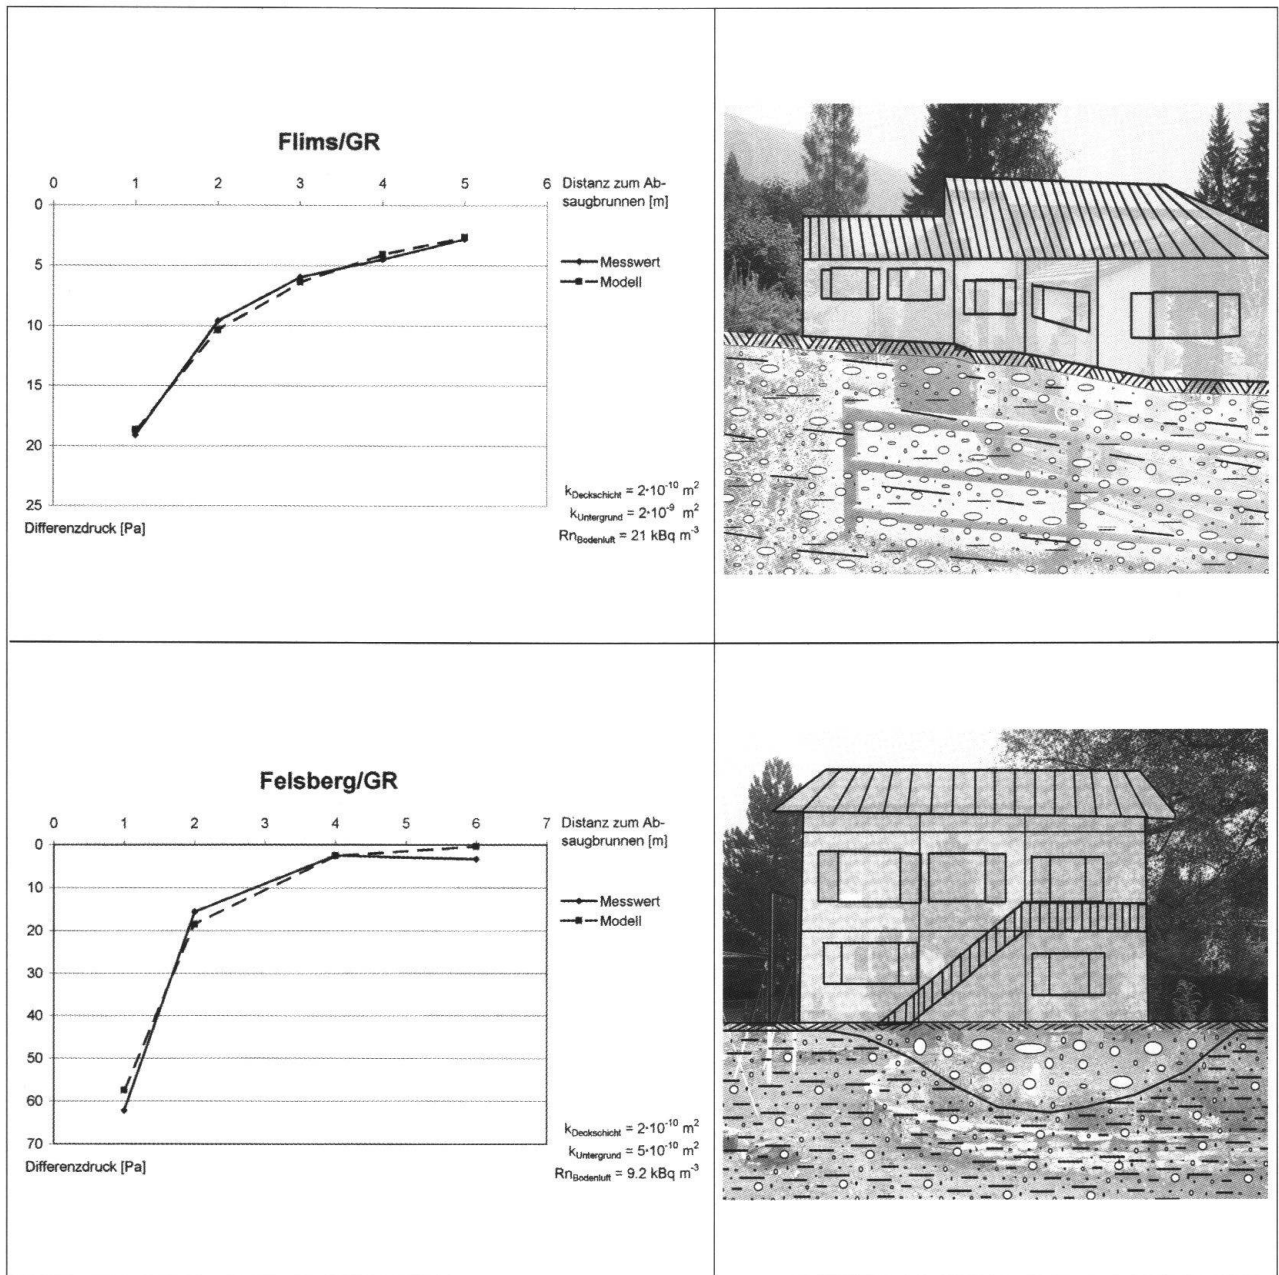 Flims/GR
0 1 2 3 4 5 6
Distanz zum Ab-
saugbrunnen [m]
0
5
10
15
20
25
Messwert
Modell
Differenzdruck [Pa]
kDeckschicht = 2·10⁻¹⁰ m²
kUntergrund = 2·10⁻⁹ m²
RnBodenluft = 21 kBq m⁻³
Felsberg/GR
0 1 2 3 4 5 6 7
Distanz zum Ab-
saugbrunnen [m]
0
10
20
30
40
50
60
70
Messwert
Modell
Differenzdruck [Pa]
kDeckschicht = 2·10⁻¹⁰ m²
kUntergrund = 5·10⁻¹⁰ m²
RnBodenluft = 9.2 kBq m⁻³